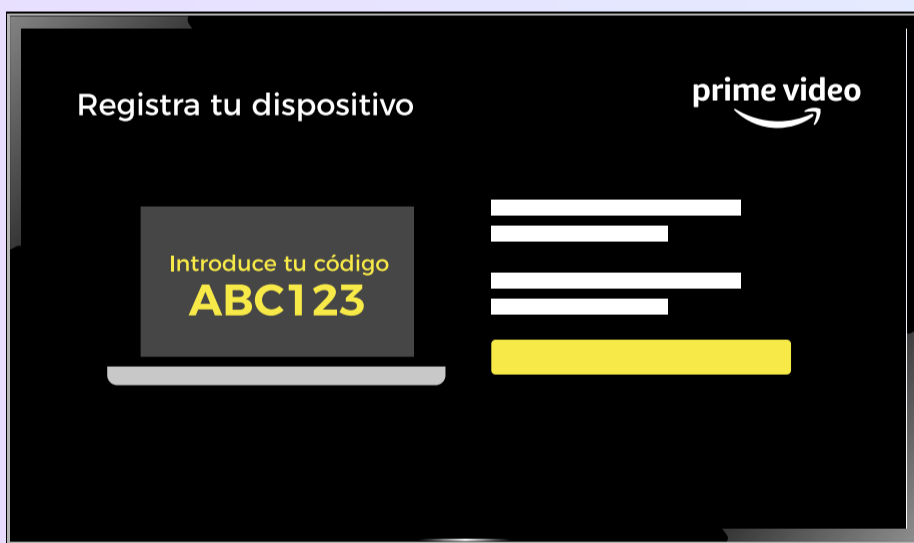 Registra tu dispositivo
prime video
Introduce tu código
ABC123